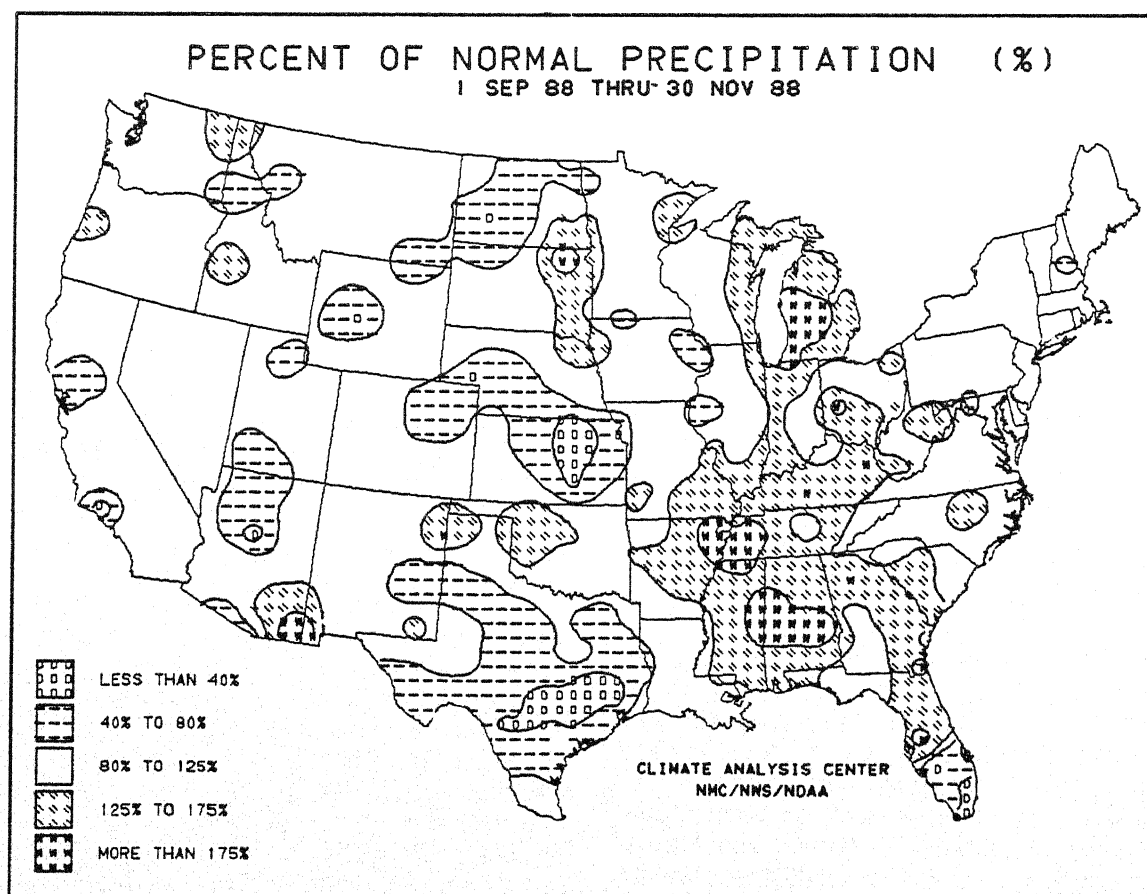 PERCENT OF NORMAL PRECIPITATION (%)
1 SEP 88 THRU 30 NOV 88
LESS THAN 40%
40% TO 80%
80% TO 125%
125% TO 175%
MORE THAN 175%
CLIMATE ANALYSIS CENTER
NMC/NWS/NOAA